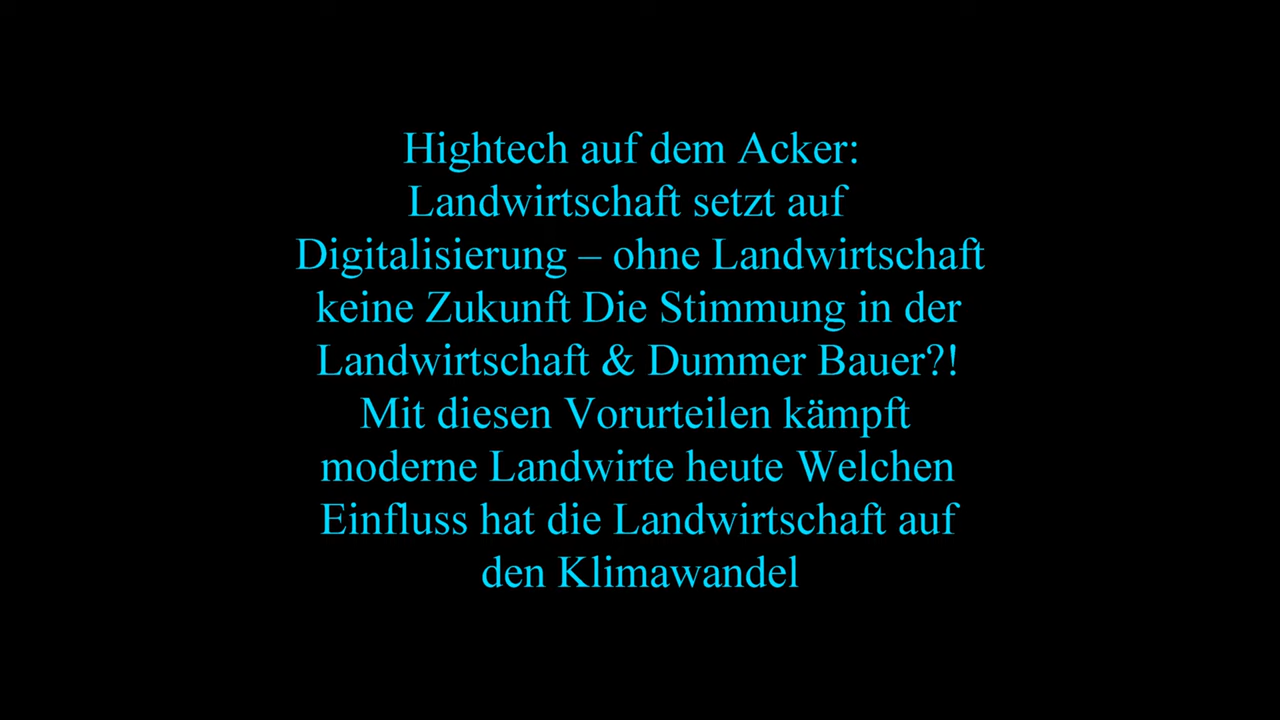 Hightech auf dem Acker:
Landwirtschaft setzt auf
Digitalisierung – ohne Landwirtschaft
keine Zukunft Die Stimmung in der
Landwirtschaft & Dummer Bauer?!
Mit diesen Vorurteilen kämpft
moderne Landwirte heute Welchen
Einfluss hat die Landwirtschaft auf
den Klimawandel